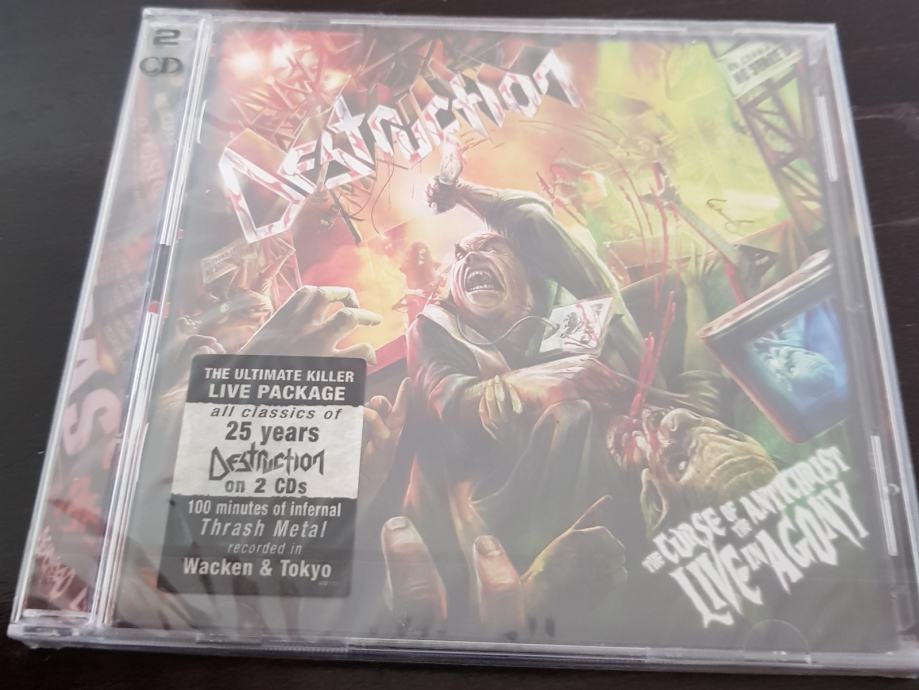 2
CD
DESTRUCTION
THE ULTIMATE KILLER
LIVE PACKAGE
all classics of
25 years
DESTRUCTION
on 2 CDs
100 minutes of infernal
Thrash Metal
recorded in
Wacken & Tokyo
THE CURSE OF THE ANTICHRIST
LIVE IN AGONY